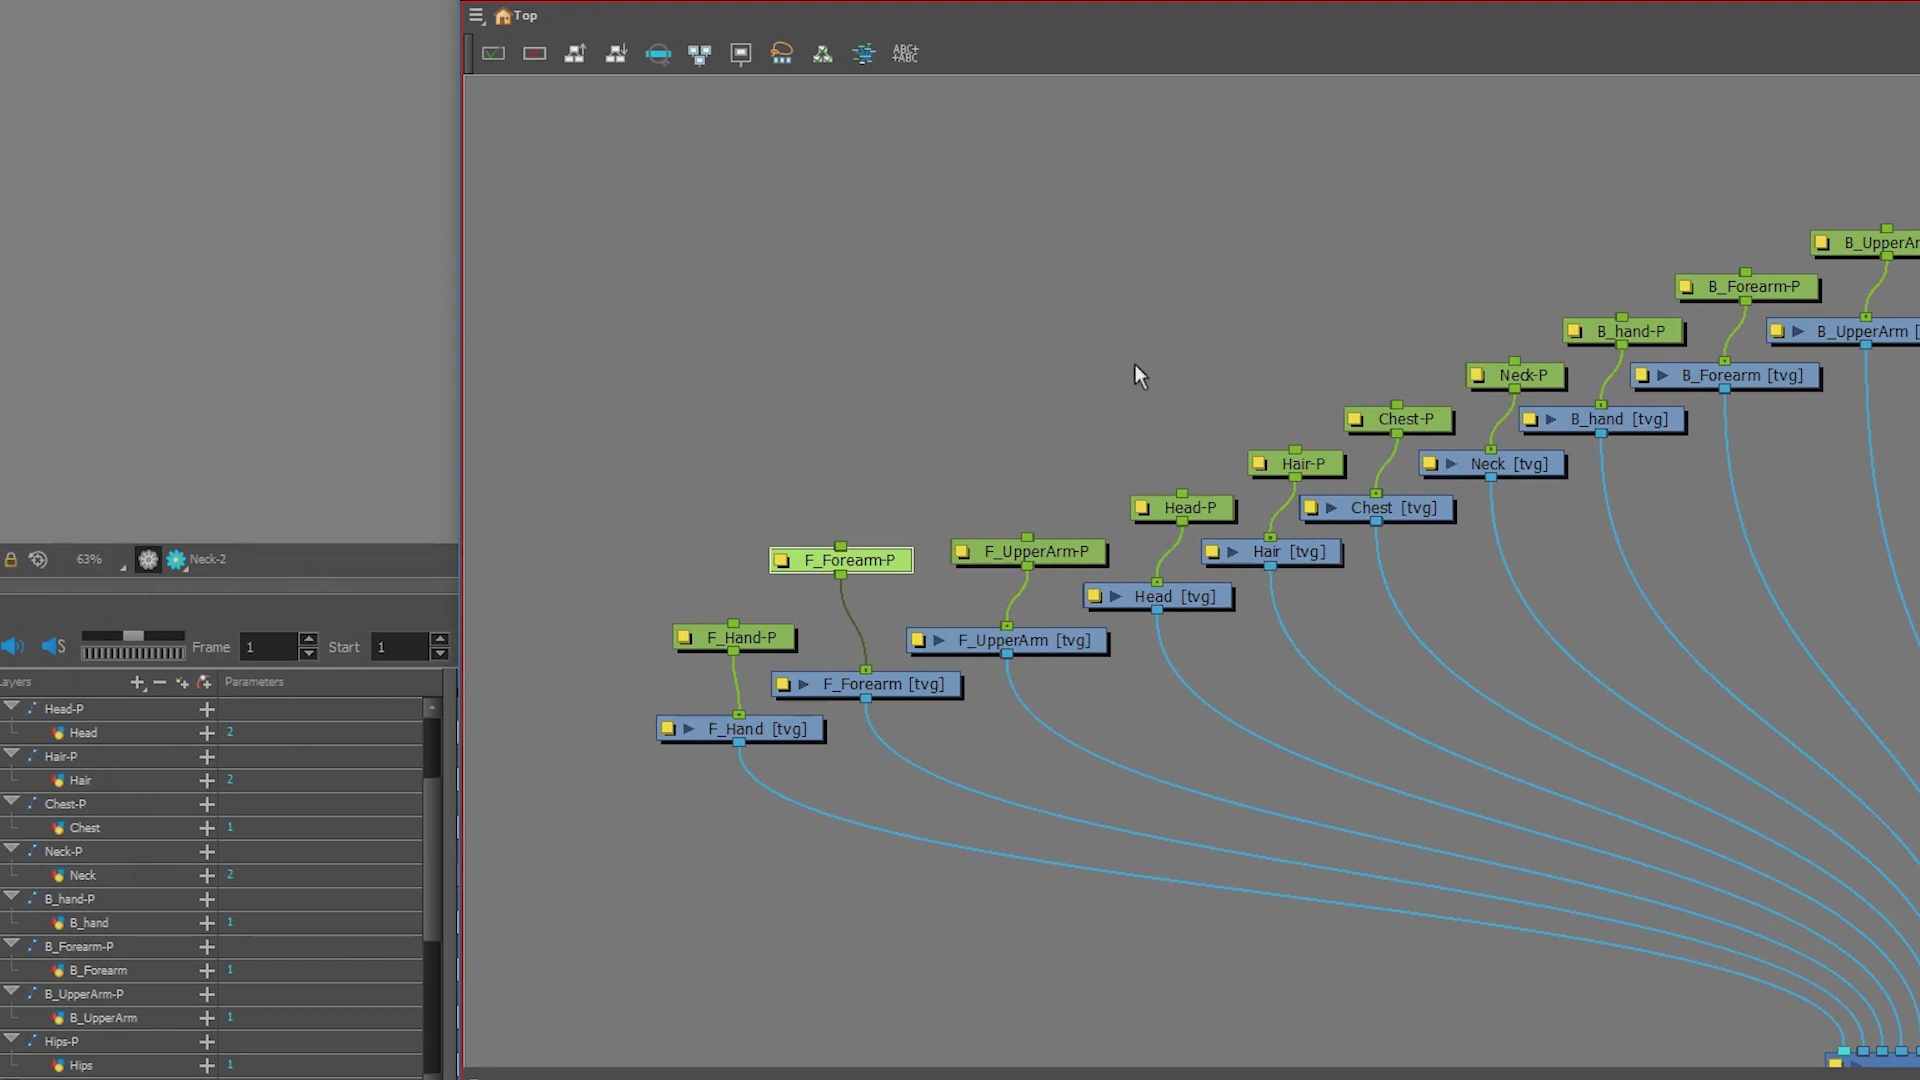 Top
ABC+
+ABC
B_UpperAr
B_Forearm-P
B_hand-P
B_UpperArm [
Neck-P
B_Forearm [tvg]
Chest-P
B_hand [tvg]
Hair-P
Neck [tvg]
Head-P
Chest [tvg]
F_UpperArm-P
Hair [tvg]
F_Forearm-P
Head [tvg]
F_Hand-P
F_UpperArm [tvg]
F_Forearm [tvg]
F_Hand [tvg]
63%
Neck-2
S Frame 1 Start 1
ayers Parameters
Head-P
Head 2
Hair-P
Hair 2
Chest-P
Chest 1
Neck-P
Neck 2
B_hand-P
B_hand 1
B_Forearm-P
B_Forearm 1
B_UpperArm-P
B_UpperArm 1
Hips-P
Hips 1